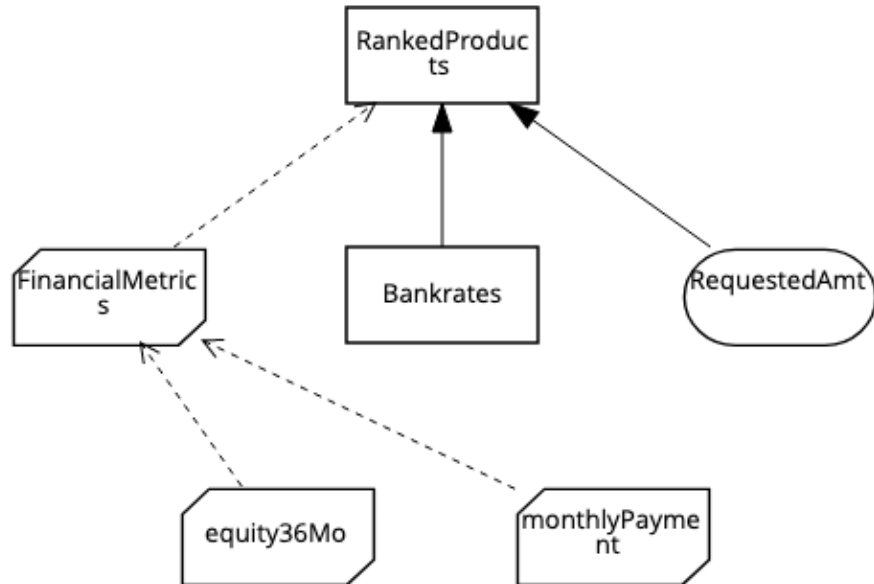 RankedProduc
ts
FinancialMetric
s
Bankrates
RequestedAmt
equity36Mo
monthlyPayme
nt